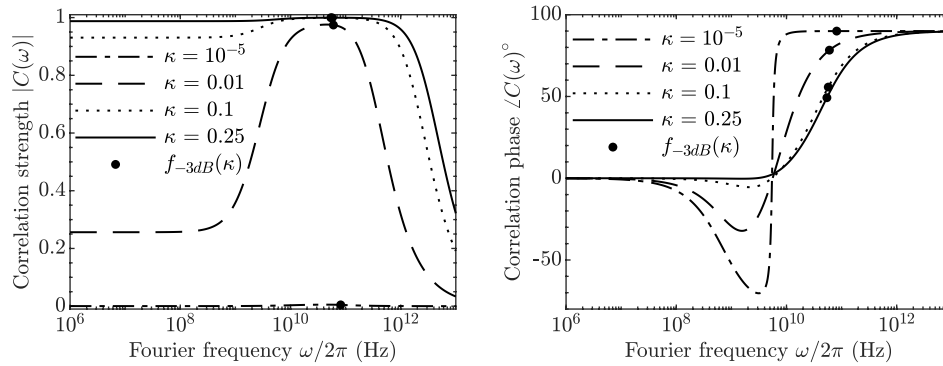 Correlation strength |C(ω)|
1
0.8
0.6
0.4
0.2
0
κ = 10⁻⁵
κ = 0.01
κ = 0.1
κ = 0.25
f₋₃dB(κ)
10⁶ 10⁸ 10¹⁰ 10¹²
Fourier frequency ω/2π (Hz)
Correlation phase ∠C(ω)°
100
50
0
-50
κ = 10⁻⁵
κ = 0.01
κ = 0.1
κ = 0.25
f₋₃dB(κ)
10⁶ 10⁸ 10¹⁰ 10¹²
Fourier frequency ω/2π (Hz)